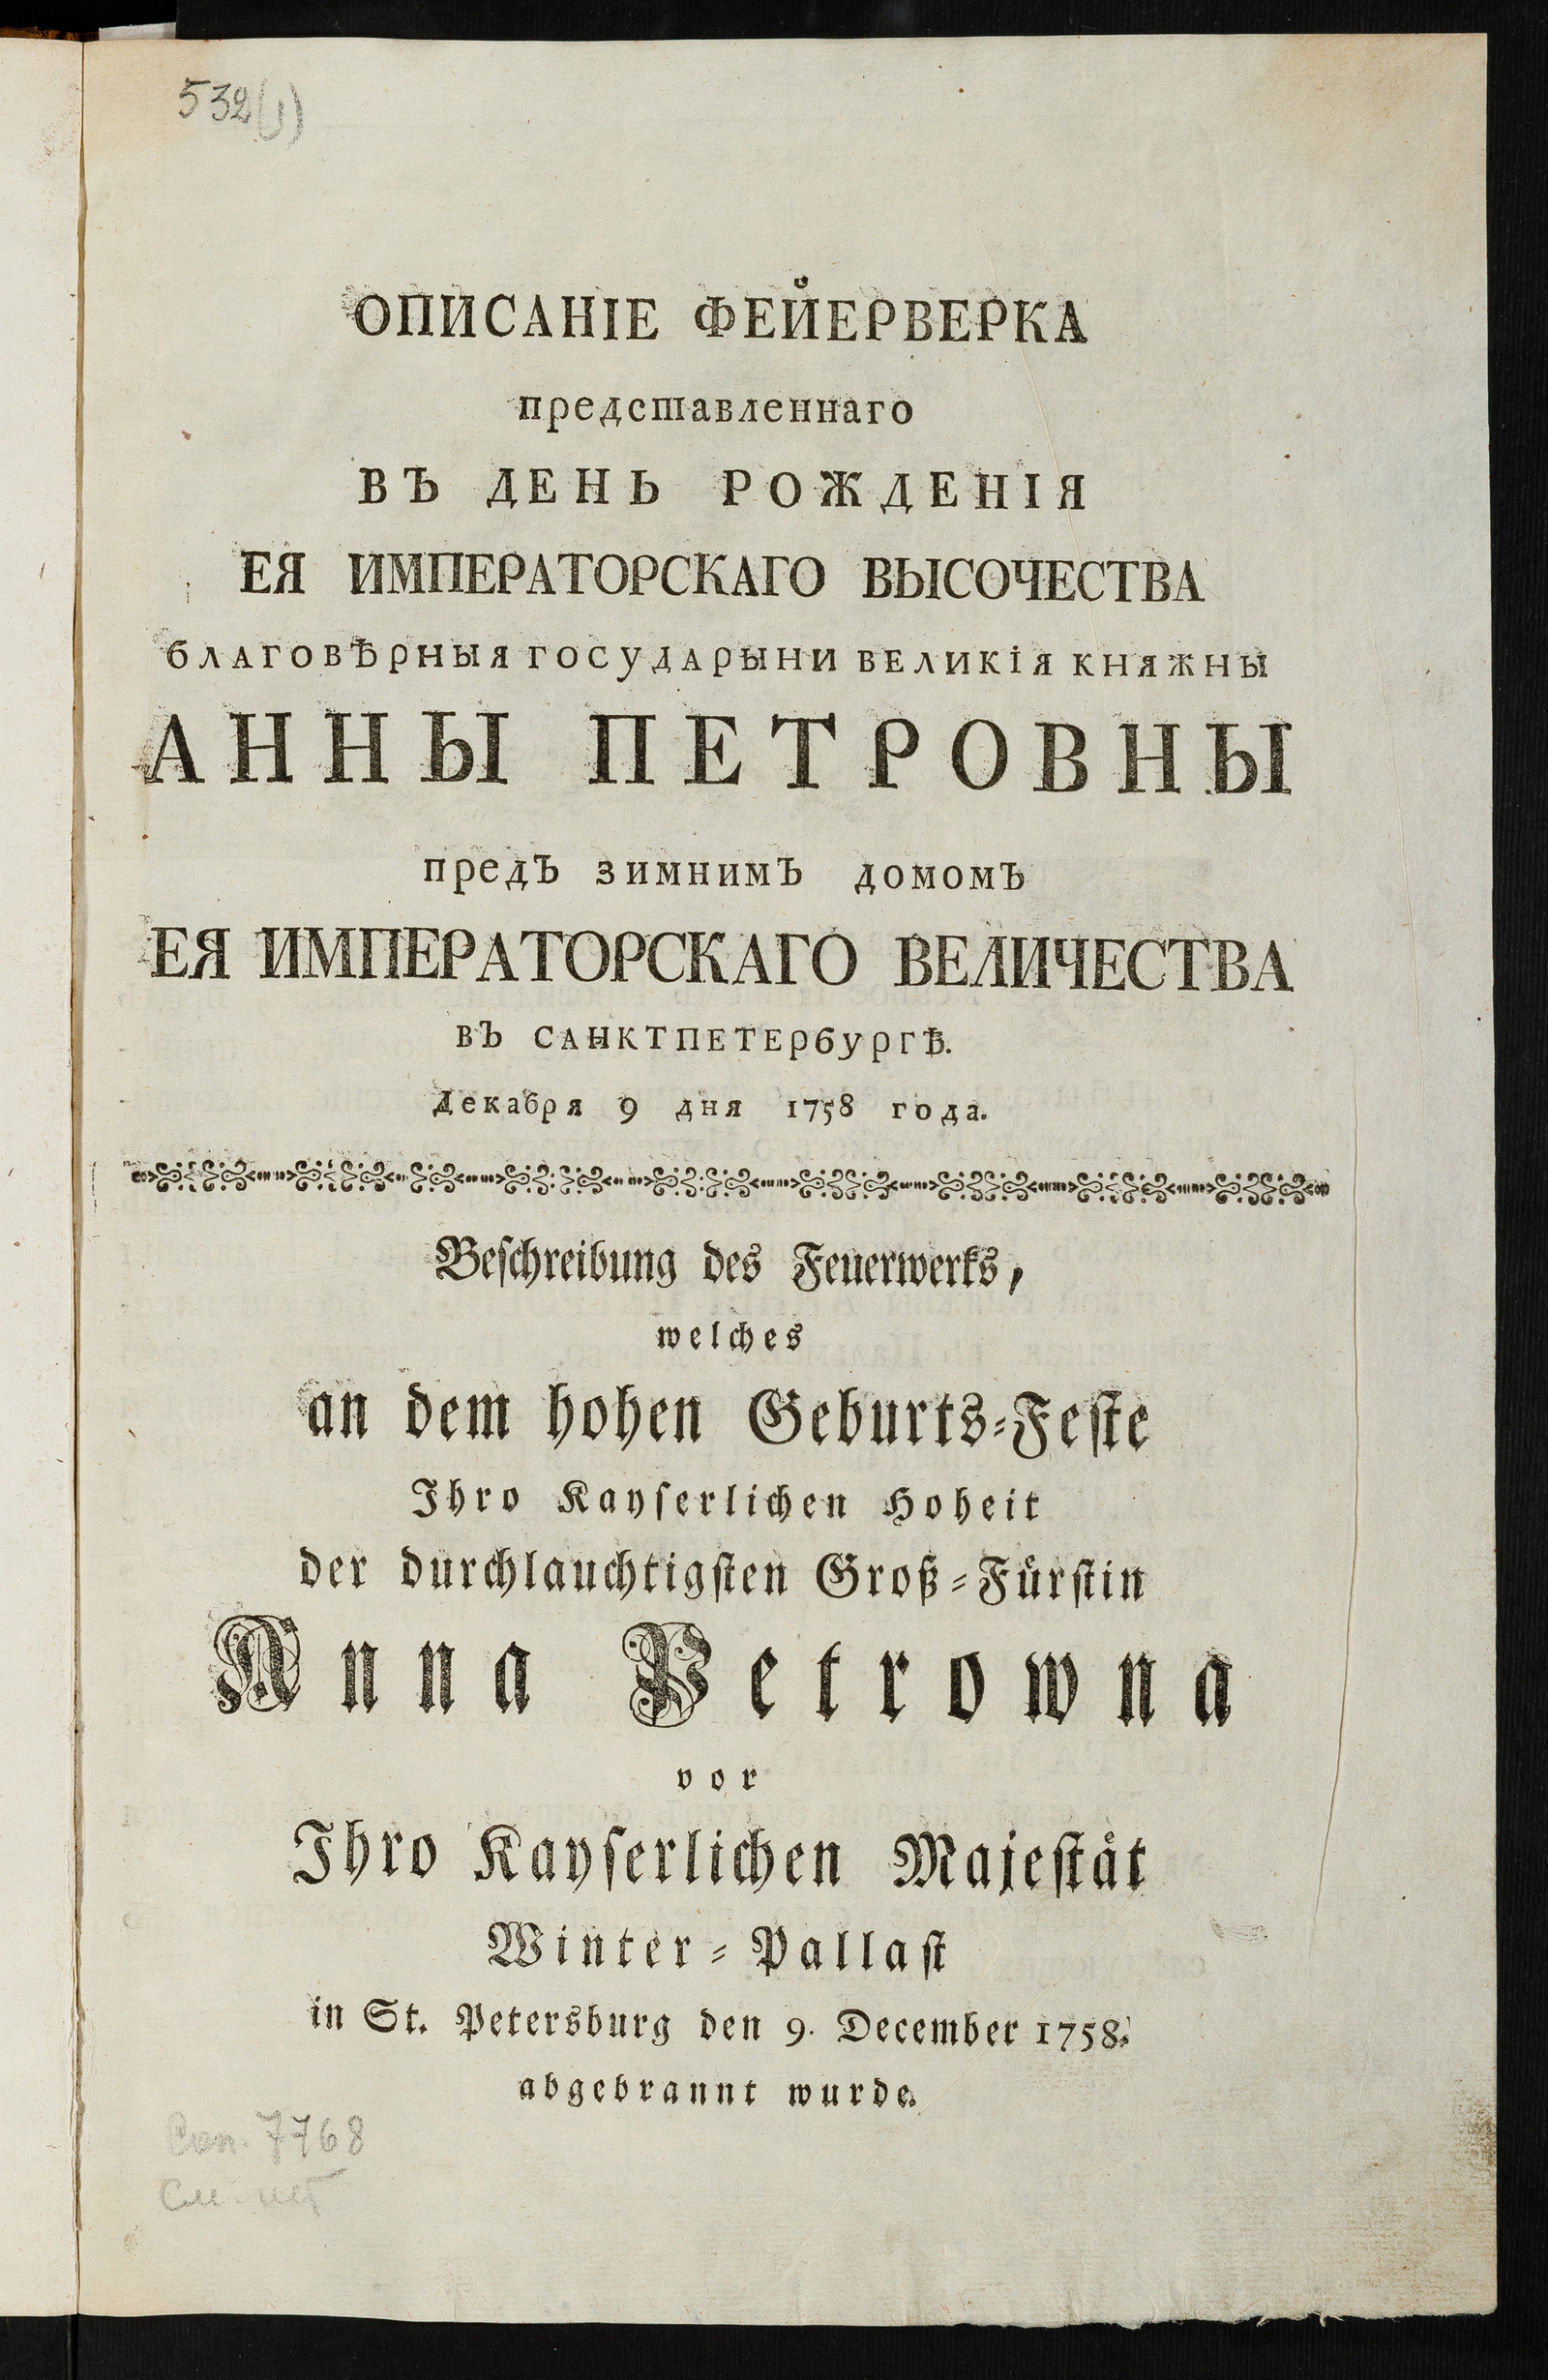 532(1)
ОПИСАНІЕ ФЕЙЕРВЕРКА
представленнаго
ВЪ ДЕНЬ РОЖДЕНІЯ
ЕЯ ИМПЕРАТОРСКАГО ВЫСОЧЕСТВА
благовѣрныя государыни великія княжны
АННЫ ПЕТРОВНЫ
предъ зимнимъ домомъ
ЕЯ ИМПЕРАТОРСКАГО ВЕЛИЧЕСТВА
въ санктпетербургѣ.
Декабря 9 дня 1758 года.
Beſchreibung des Feuerwerks,
welches
an dem hohen Geburts-Feſte
Ihro Kayſerlichen Hoheit
der durchlauchtigſten Groß-Fürſtin
Anna Petrowna
vor
Ihro Kayſerlichen Majeſtät
Winter-Pallaſt
in St. Petersburg den 9. December 1758.
abgebrannt wurde.
Соп. 7768